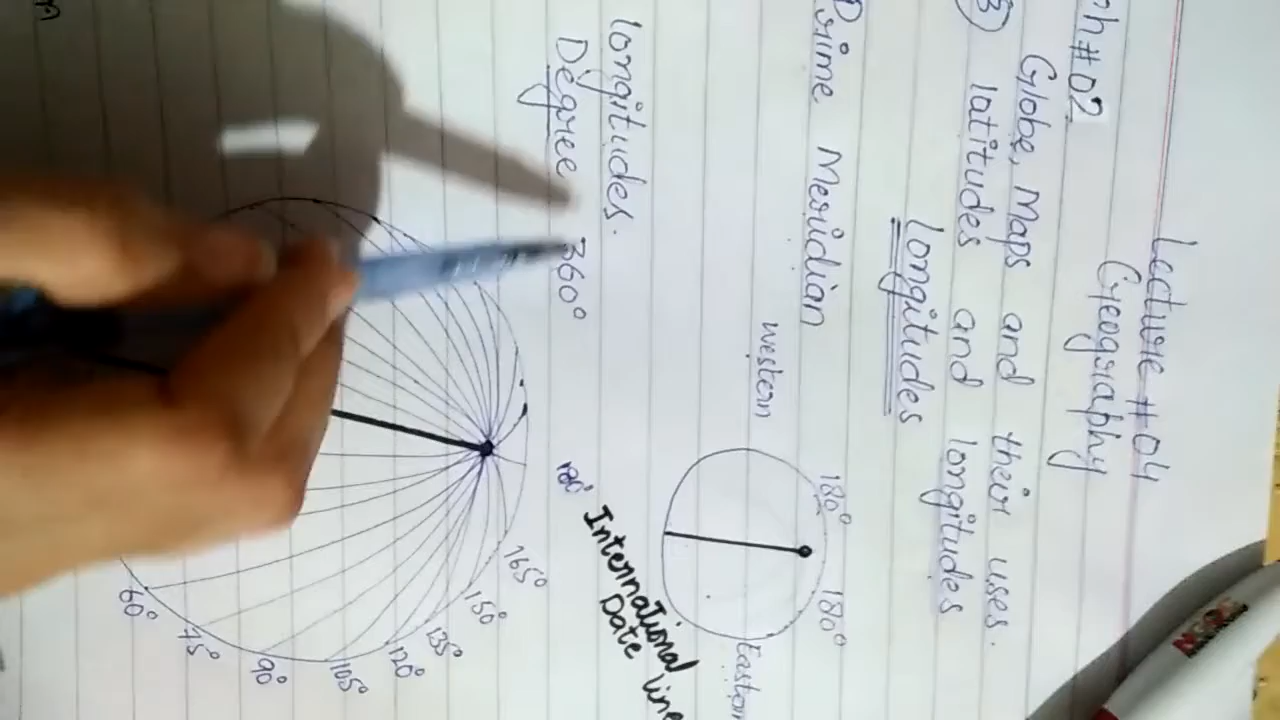 Lecture # 04
Geography
ch#02
Globe, Maps and their uses.
3 latitudes and longitudes
longitudes
Prime Meridian
180° 180°
western
Eastern
longitudes.
Degree 360°
180° International
Date line
165°
150°
135°
120°
105°
90°
75°
60°